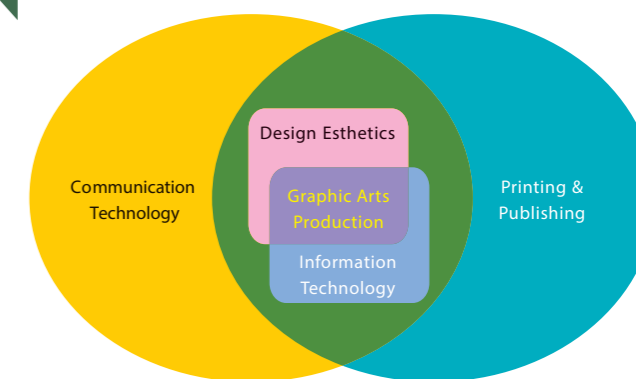 Design Esthetics
Communication
Technology
Graphic Arts
Production
Printing &
Publishing
Information
Technology